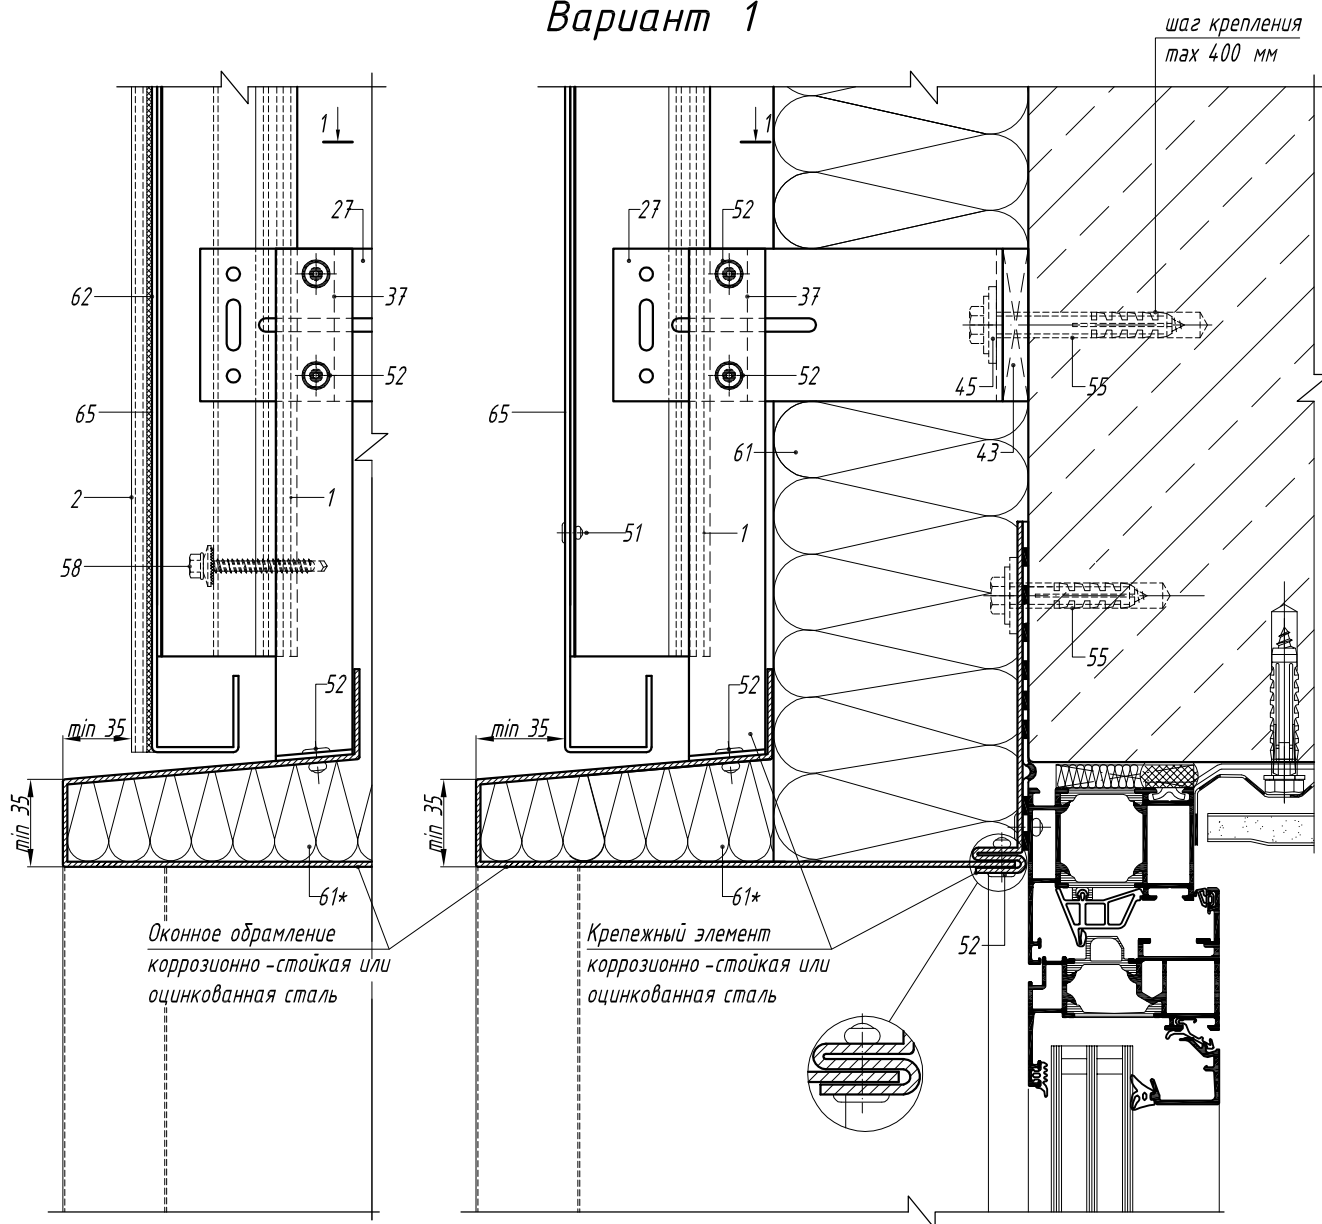 Вариант 1
шаг крепления
max 400 мм
1
1
27
27
52
62
37
37
52
52
45
55
65
65
61
43
2
1
51
1
58
55
52
52
min 35
min 35
min 35
min 35
61*
61*
Оконное обрамление
коррозионно-стойкая или
оцинкованная сталь
Крепежный элемент
коррозионно-стойкая или
оцинкованная сталь
52